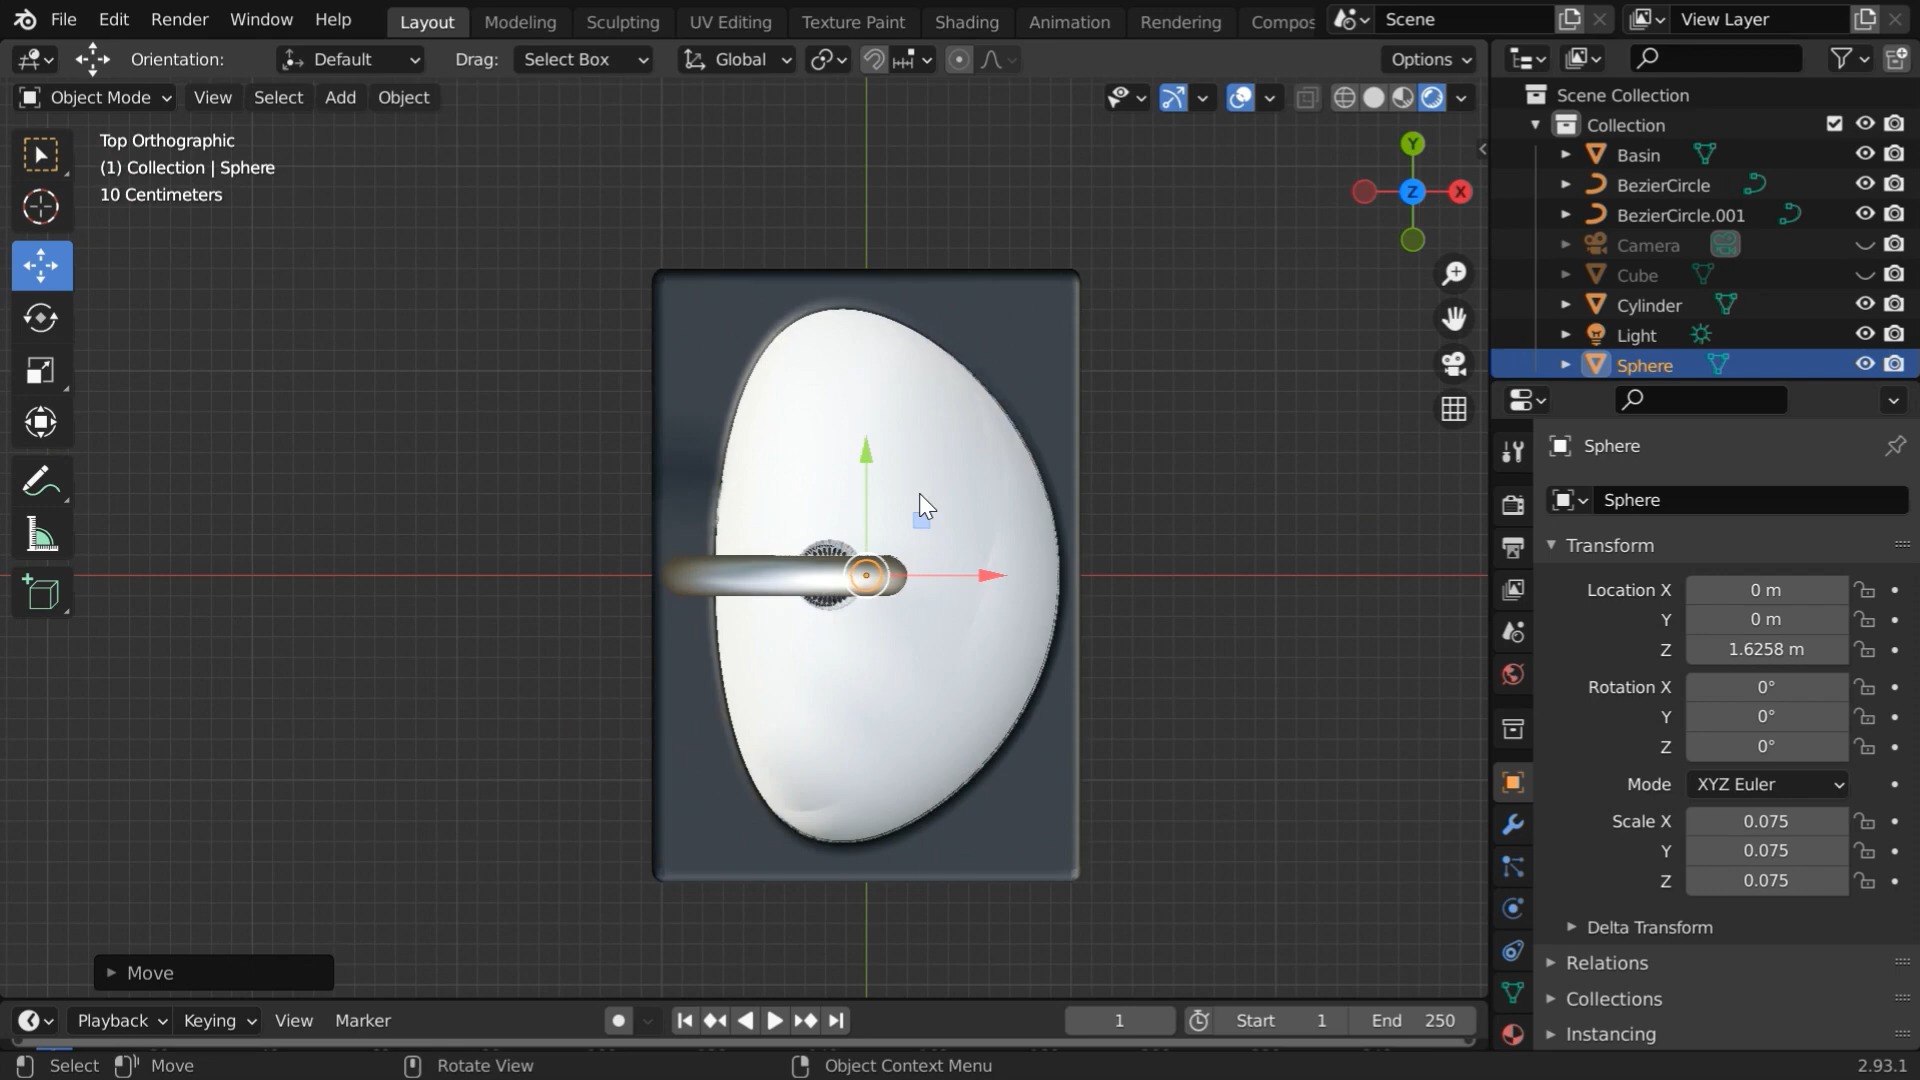 File Edit Render Window Help Layout Modeling Sculpting UV Editing Texture Paint Shading Animation Rendering Compos Scene View Layer
Orientation: Default Drag: Select Box Global Options
Object Mode View Select Add Object
Top Orthographic
(1) Collection | Sphere
10 Centimeters
Y
Z X
Scene Collection
Collection
Basin
BezierCircle
BezierCircle.001
Camera
Cube
Cylinder
Light
Sphere
Sphere
Sphere
Transform
Location X 0 m
Y 0 m
Z 1.6258 m
Rotation X 0°
Y 0°
Z 0°
Mode XYZ Euler
Scale X 0.075
Y 0.075
Z 0.075
Delta Transform
Relations
Collections
Instancing
Move
Playback Keying View Marker 1 Start 1 End 250
Select Move Rotate View Object Context Menu 2.93.1